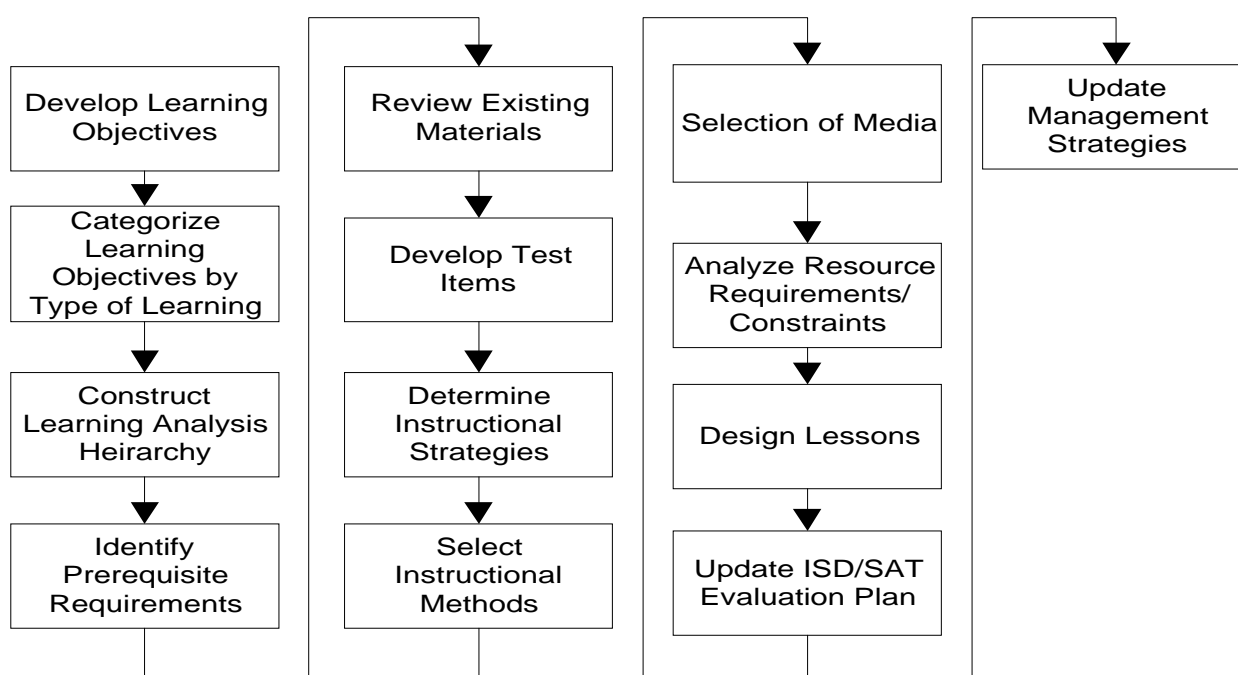 Develop Learning
Objectives
Categorize
Learning
Objectives by
Type of Learning
Construct
Learning Analysis
Heirarchy
Identify
Prerequisite
Requirements
Review Existing
Materials
Develop Test
Items
Determine
Instructional
Strategies
Select
Instructional
Methods
Selection of Media
Analyze Resource
Requirements/
Constraints
Design Lessons
Update ISD/SAT
Evaluation Plan
Update
Management
Strategies